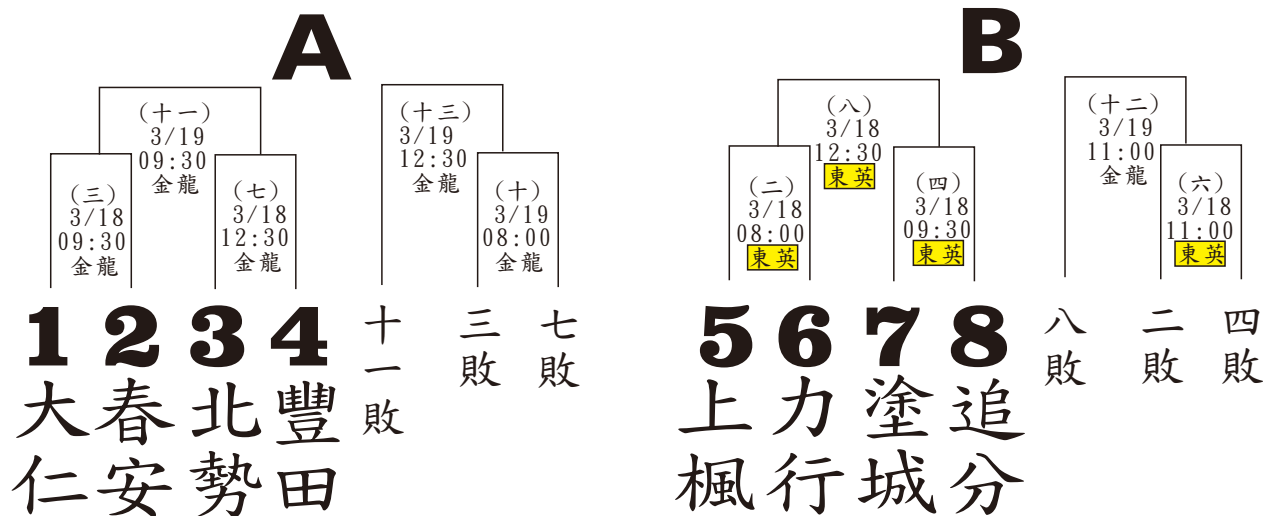 A
(十一)
3/19
09:30
金龍
(三)
3/18
09:30
金龍
(七)
3/18
12:30
金龍
(十三)
3/19
12:30
金龍
(十)
3/19
08:00
金龍
1 2 3 4
大仁
春安
北勢
豐田
十一敗
三敗
七敗
B
(八)
3/18
12:30
東英
(二)
3/18
08:00
東英
(四)
3/18
09:30
東英
(十二)
3/19
11:00
金龍
(六)
3/18
11:00
東英
5 6 7 8
上楓
力行
塗城
追分
八敗
二敗
四敗